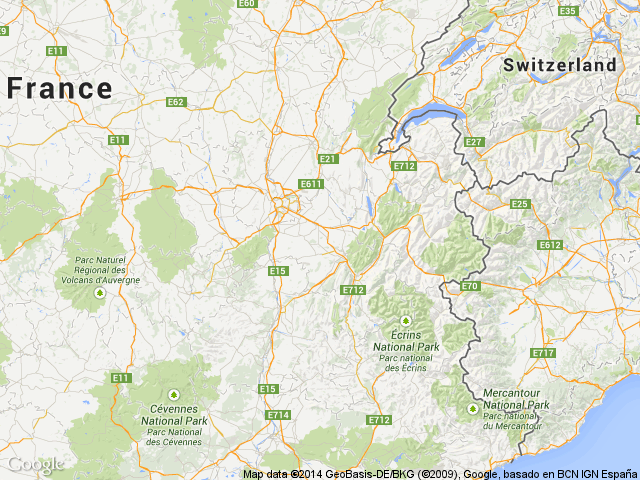 E60
E35
E9
E11
E54
Switzerland
France
E62
E11
E27
E21
E712
E611
E25
E612
Parc Naturel
Régional des
Volcans d'Auvergne
E15
E70
E712
Écrins
National Park
Parc national
des Ecrins
E717
E11
E15
Mercantour
National Park
Parc national
du Mercantour
Cévennes
National Park
Parc National
des Cévennes
E714
E712
Google
Map data ©2014 GeoBasis-DE/BKG (©2009), Google, basado en BCN IGN España